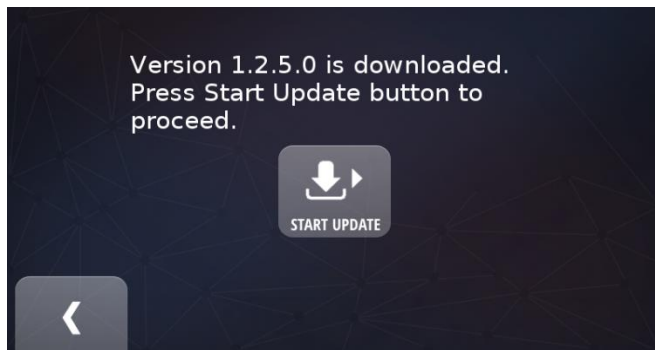 Version 1.2.5.0 is downloaded.
Press Start Update button to
proceed.
START UPDATE